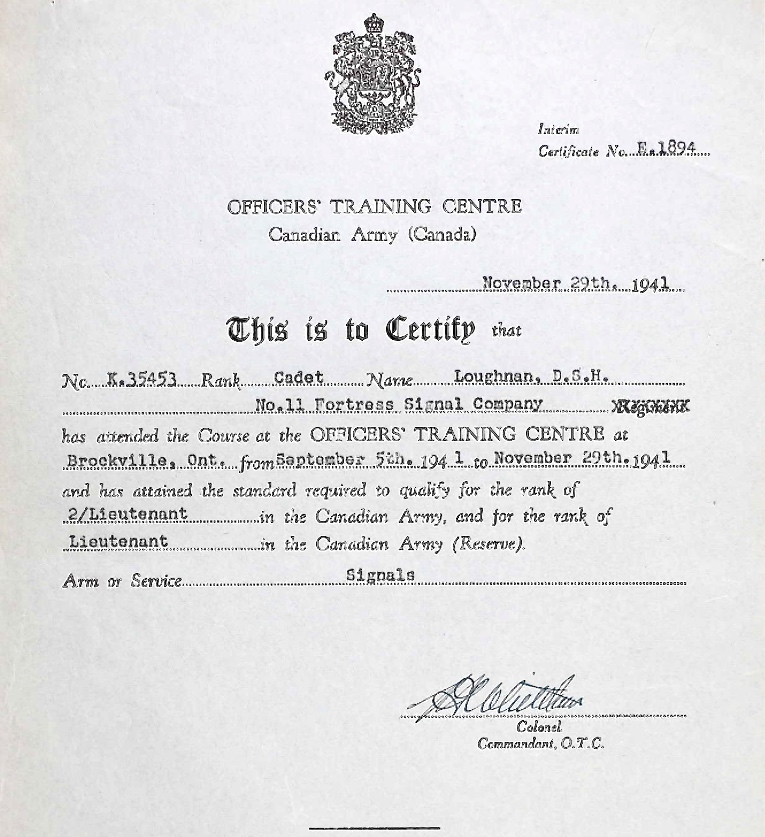 Interim
Certificate No. E.1894
OFFICERS' TRAINING CENTRE
Canadian Army (Canada)
November 29th. 1941
This is to Certify that
No. K.35453 Rank Cadet Name Loughnan, D.S.H.
No.11 Fortress Signal Company Regiment
has attended the Course at the OFFICERS' TRAINING CENTRE at
Brockville, Ont. from September 5th. 1941 to November 29th. 1941
and has attained the standard required to qualify for the rank of
2/Lieutenant in the Canadian Army, and for the rank of
Lieutenant in the Canadian Army (Reserve).
Arm or Service Signals
Colonel
Commandant, O.T.C.